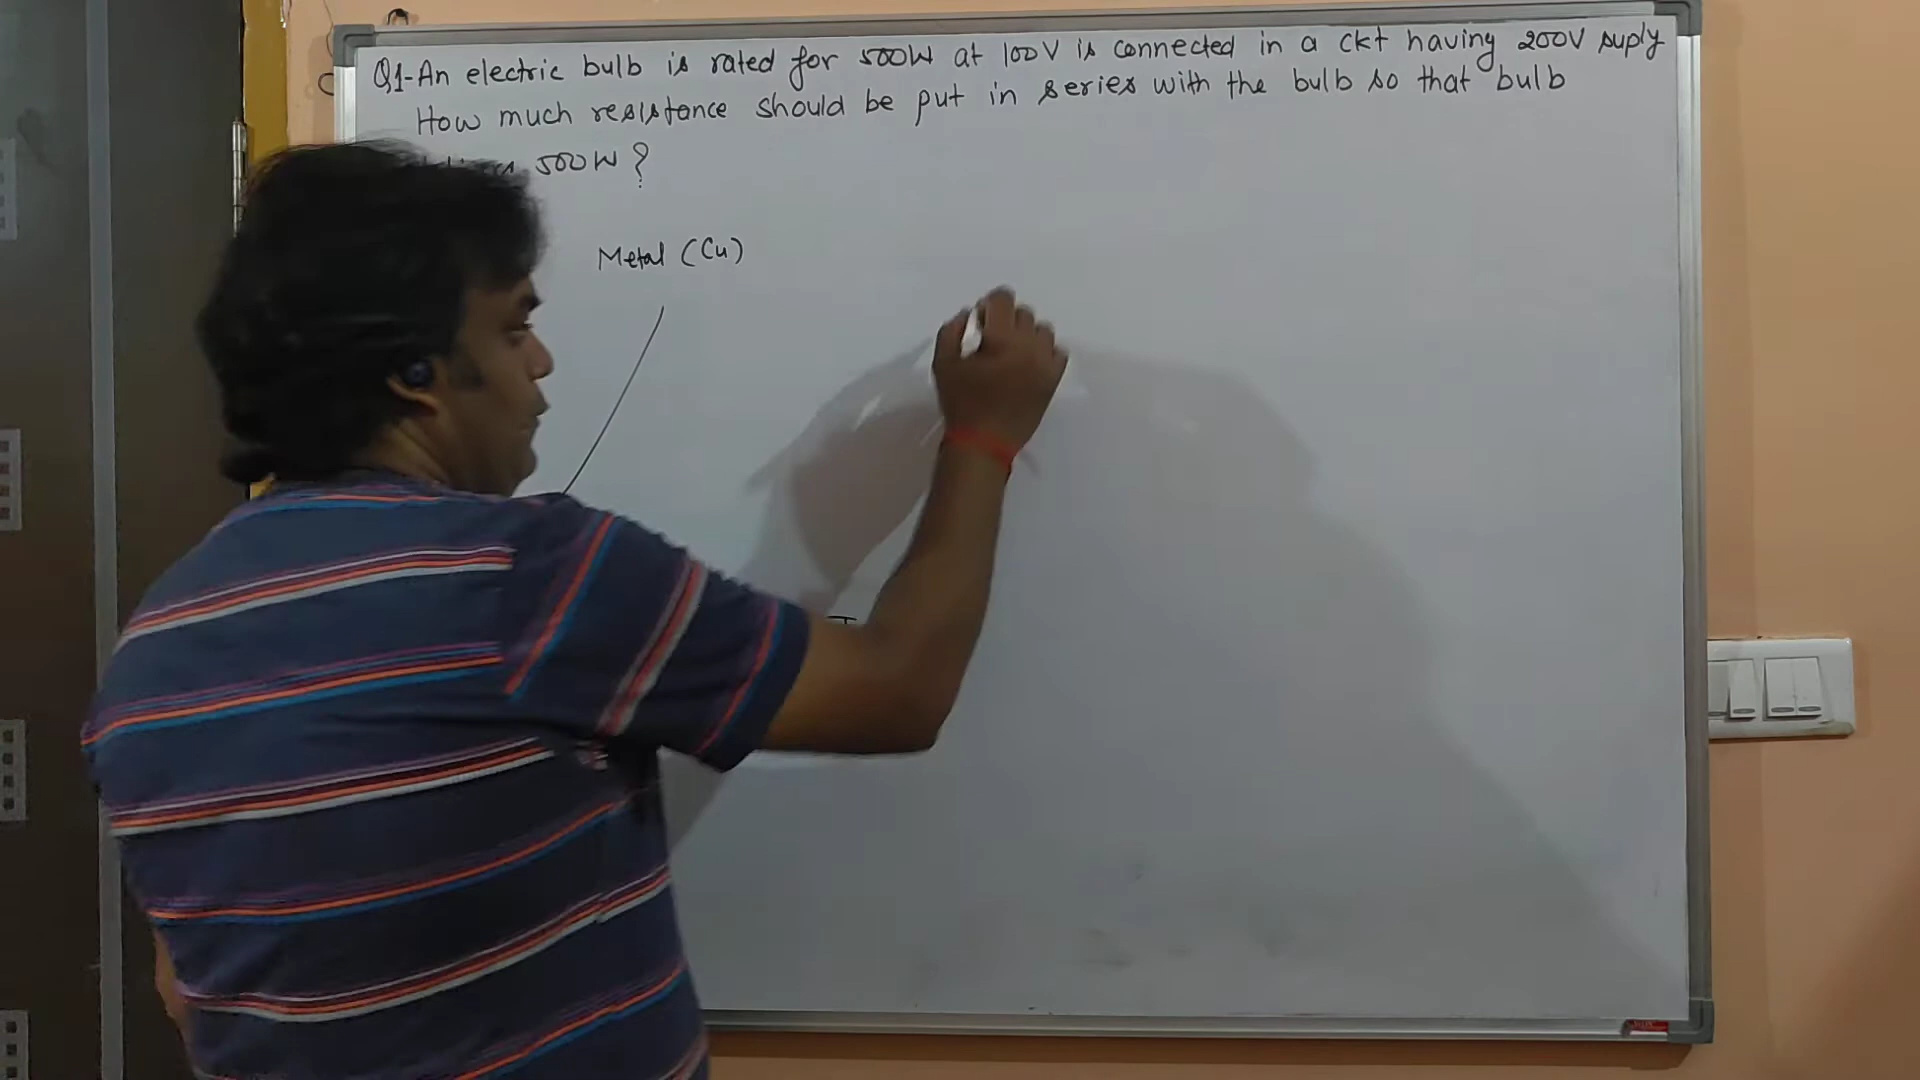 Q1-An electric bulb is rated for 500W at 100V is connected in a ckt having 200V suply
How much resistance should be put in series with the bulb so that bulb
500W?
Metal (Cu)